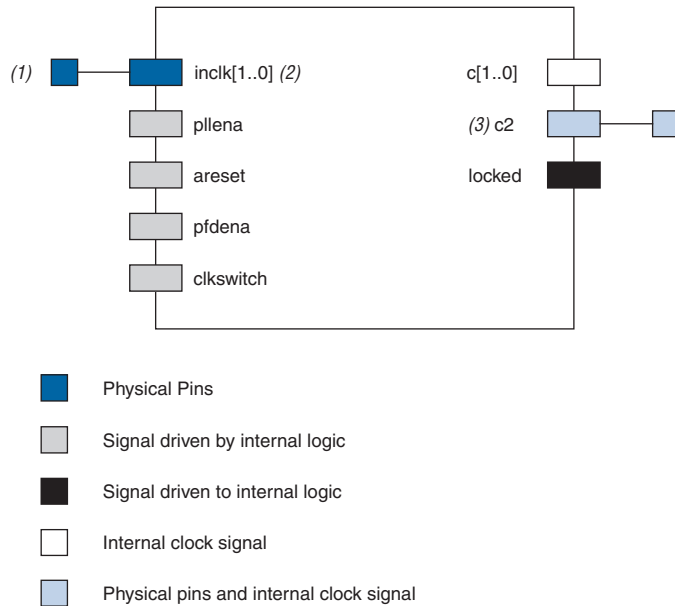 (1)
inclk[1..0] (2)
c[1..0]
pllena
(3) c2
areset
locked
pfdena
clkswitch
Physical Pins
Signal driven by internal logic
Signal driven to internal logic
Internal clock signal
Physical pins and internal clock signal